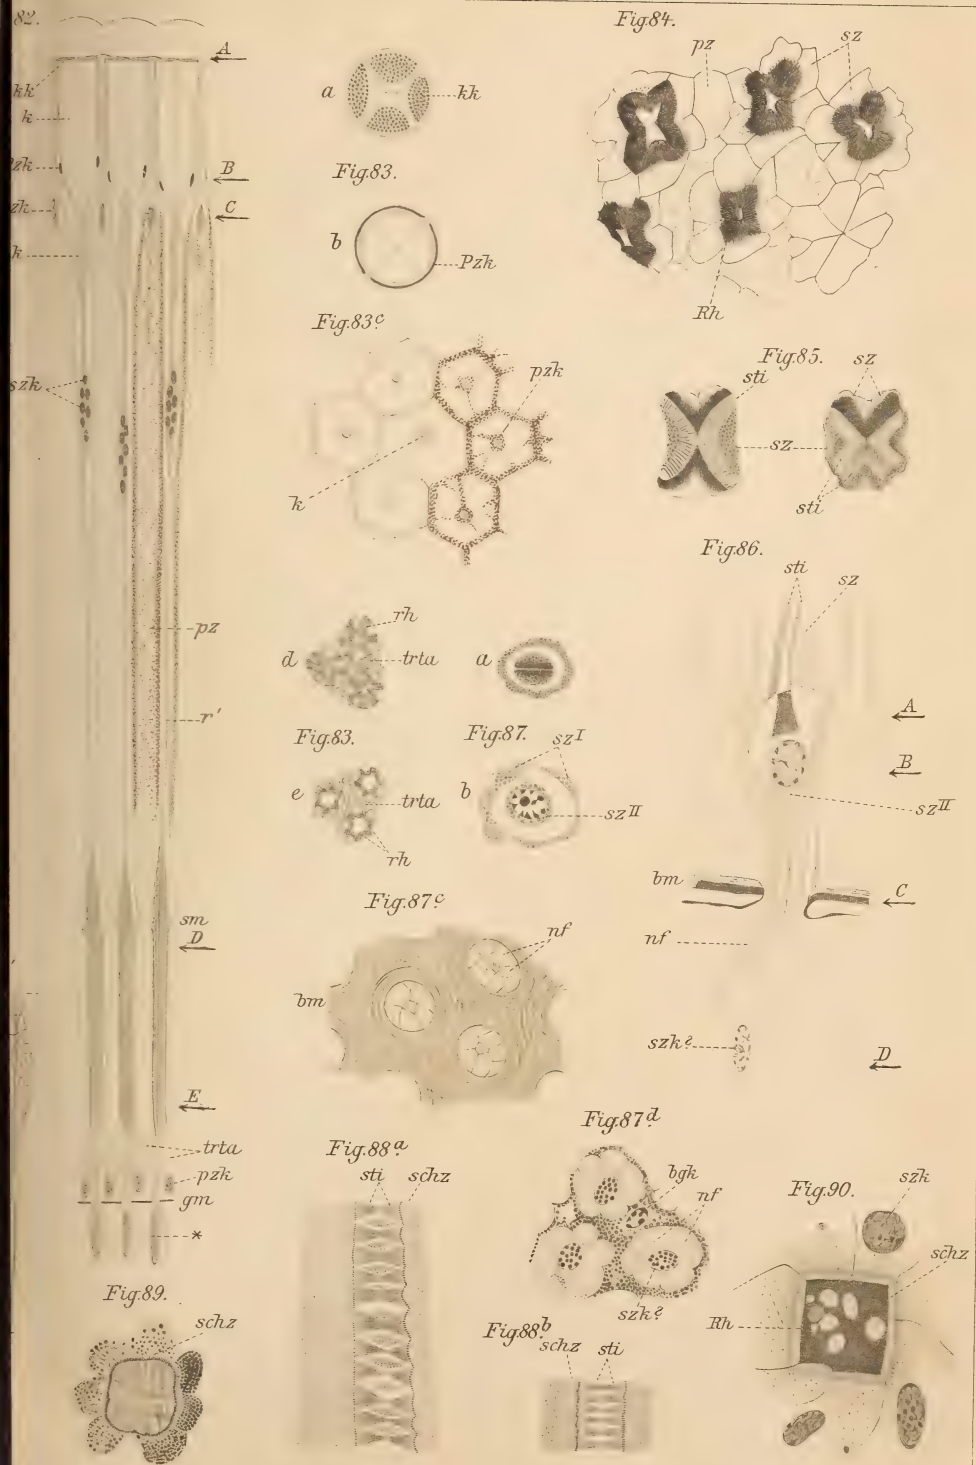 82.
A
kk
k
B
C
k
szk
pz
r'
sm
D
E
trta
pzk
gm
*
a
kk
Fig.83.
b
Pzk
Fig.83c
pzk
k
d
rh
trta
Fig.83.
e
trta
rh
a
Fig.87.
szI
b
szII
Fig.87c
nf
bm
Fig.84.
pz
sz
Rh
Fig.85.
sz
sti
sz
sti
Fig.86.
sti
sz
A
B
szII
bm
C
nf
szk?
D
Fig.87d
bgk
nf
szk?
Fig.88a
sti schz
Fig.88b
schz sti
Fig.89.
schz
Fig.90.
szk
schz
Rh